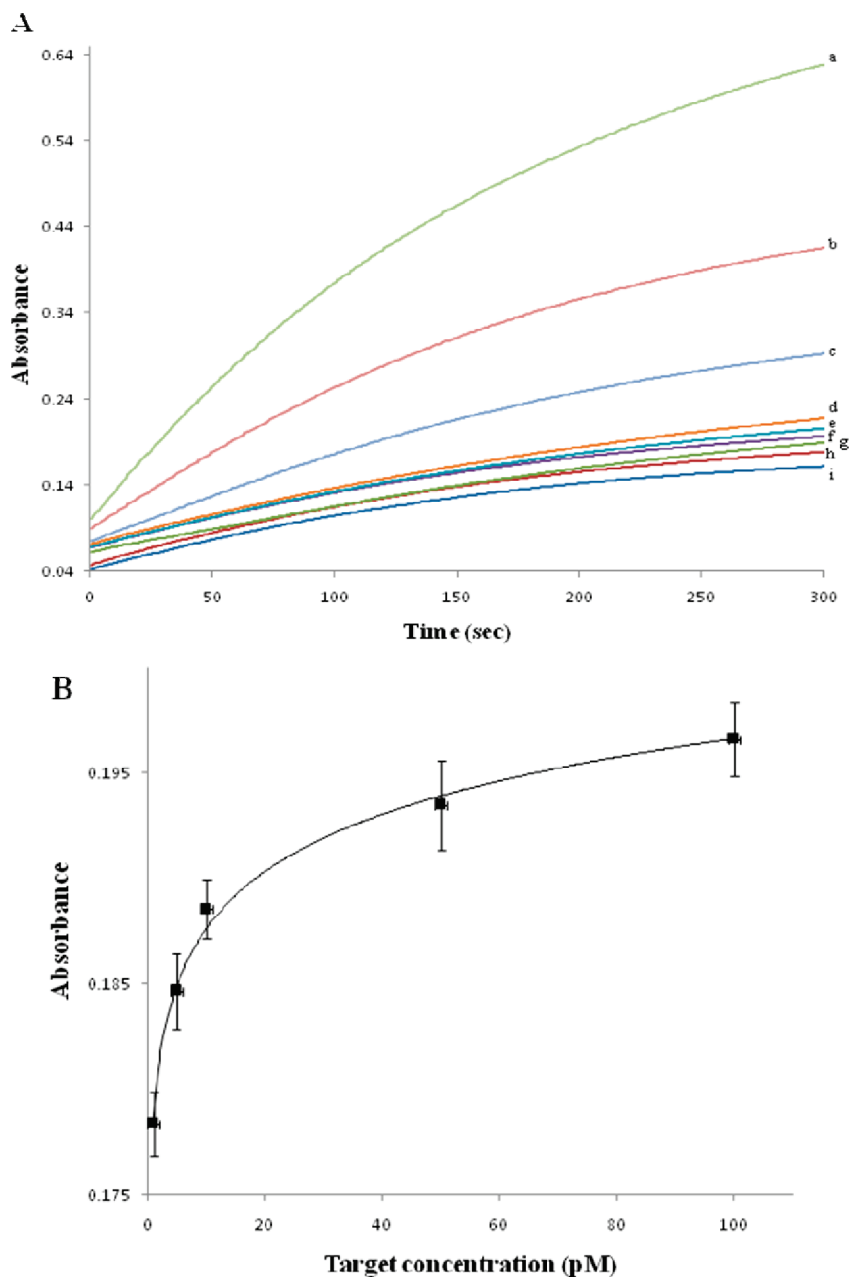 A
0.64
0.54
0.44
0.34
0.24
0.14
0.04
Absorbance
a
b
c
d
e
f
g
h
i
0 50 100 150 200 250 300
Time (sec)
B
0.195
0.185
0.175
Absorbance
0 20 40 60 80 100
Target concentration (pM)